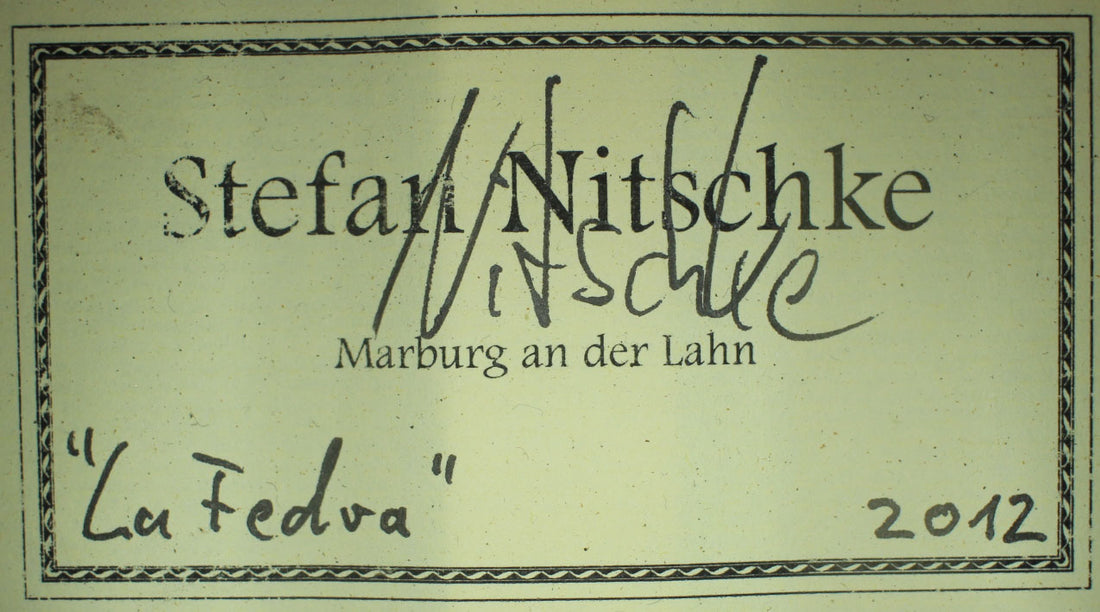 Stefan Nitschke
Nitschke
Marburg an der Lahn
"La Fedra"
2012